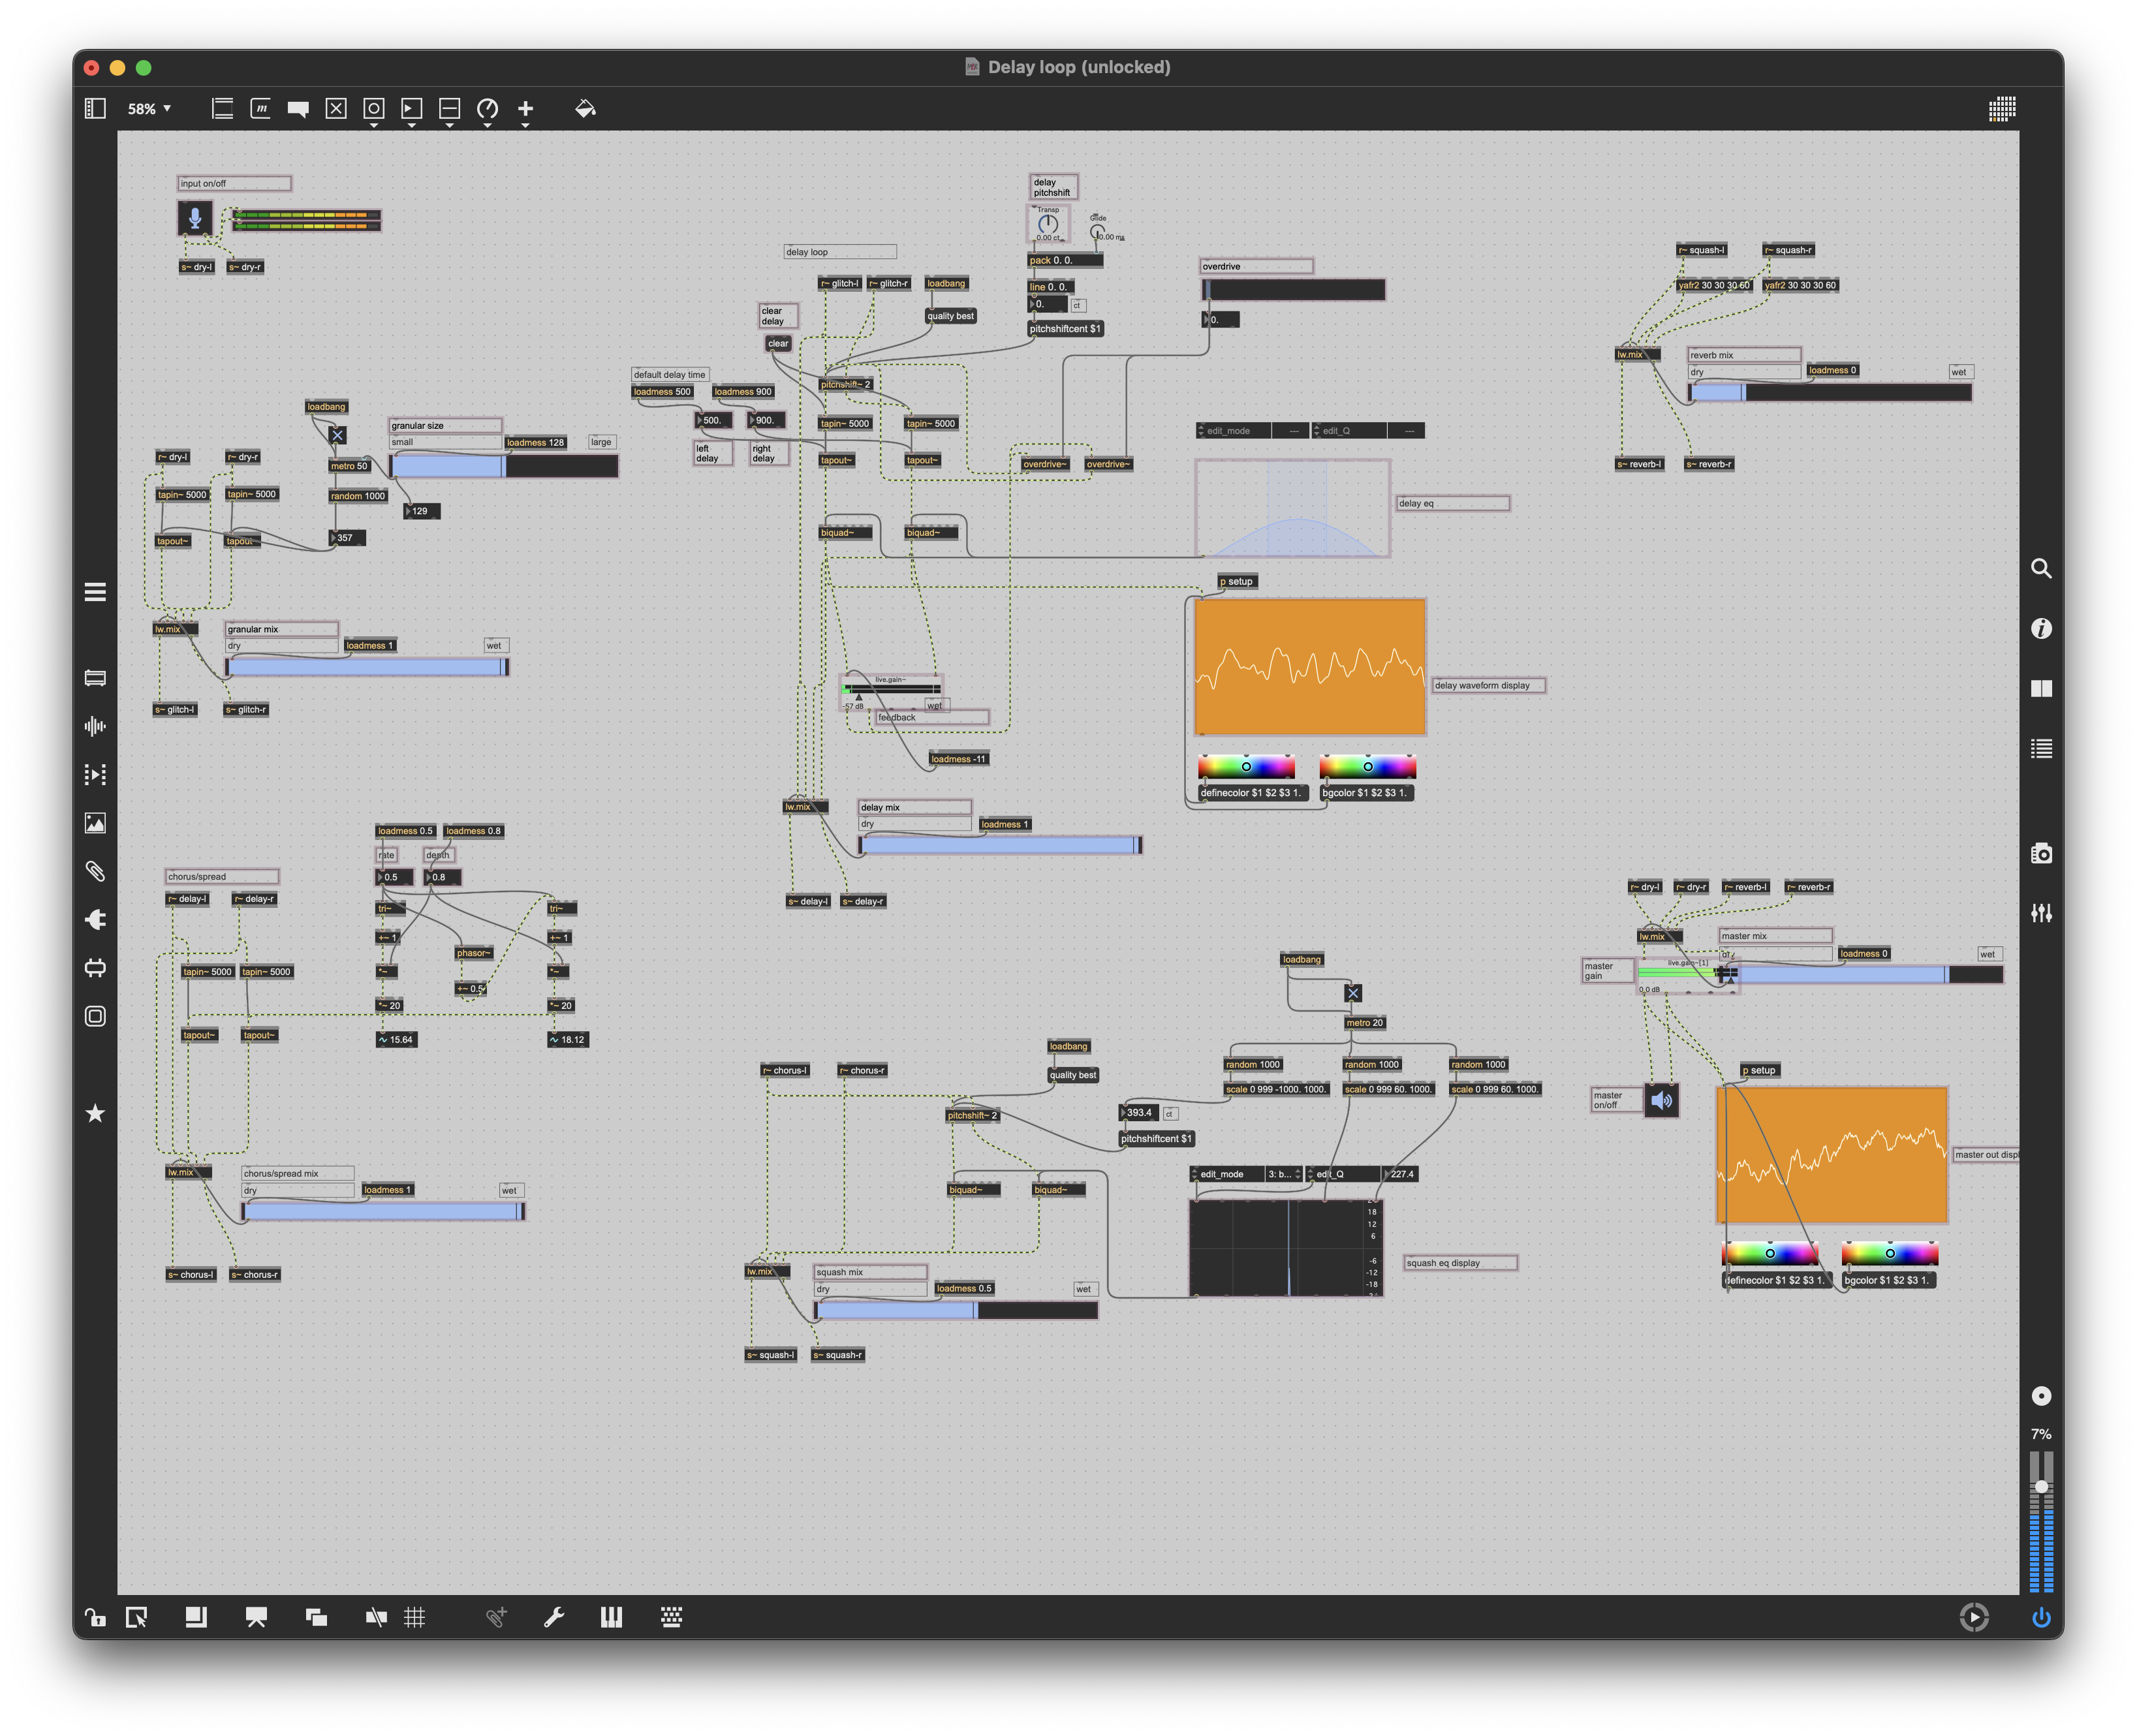 Delay loop (unlocked)
58%
input on/off
s~ dry-l
s~ dry-r
loadbang
granular size
small
loadmess 128
large
r~ dry-l
r~ dry-r
metro 50
tapin~ 5000
tapin~ 5000
random 1000
129
tapout~
tapout~
357
lw.mix
granular mix
dry
loadmess 1
wet
s~ glitch-l
s~ glitch-r
delay loop
r~ glitch-l
r~ glitch-r
loadbang
clear
delay
quality best
clear
default delay time
loadmess 500
loadmess 900
500.
900.
left
delay
right
delay
pitchshift~ 2
tapin~ 5000
tapin~ 5000
tapout~
tapout~
delay
pitchshift
Transp
0.00 ct
Glide
0.00 ms
pack 0. 0.
line 0. 0.
0.
ct
pitchshiftcent $1
overdrive
0.
overdrive~
overdrive~
edit_mode
---
edit_Q
---
delay eq
biquad~
biquad~
p setup
delay waveform display
live.gain~
-57 dB
wet
feedback
loadmess -11
definecolor $1 $2 $3 1.
bgcolor $1 $2 $3 1.
lw.mix
delay mix
dry
loadmess 1
s~ delay-l
s~ delay-r
r~ squash-l
r~ squash-r
yafr2 30 30 30 60
yafr2 30 30 30 60
lw.mix
reverb mix
dry
loadmess 0
wet
s~ reverb-l
s~ reverb-r
chorus/spread
r~ delay-l
r~ delay-r
loadmess 0.5
loadmess 0.8
rate
depth
0.5
0.8
tri~
tri~
+~ 1
+~ 1
phasor~
tapin~ 5000
tapin~ 5000
*~
*~
+~ 0.5
*~ 20
*~ 20
tapout~
tapout~
15.64
18.12
lw.mix
chorus/spread mix
dry
loadmess 1
wet
s~ chorus-l
s~ chorus-r
r~ chorus-l
r~ chorus-r
loadbang
quality best
pitchshift~ 2
393.4
ct
pitchshiftcent $1
loadbang
metro 20
random 1000
random 1000
random 1000
scale 0 999 -1000. 1000.
scale 0 999 60. 1000.
scale 0 999 60. 1000.
edit_mode
3: b...
edit_Q
227.4
biquad~
biquad~
18
12
6
-6
-12
-18
squash eq display
lw.mix
squash mix
dry
loadmess 0.5
wet
s~ squash-l
s~ squash-r
r~ dry-l
r~ dry-r
r~ reverb-l
r~ reverb-r
lw.mix
master mix
dry
loadmess 0
wet
master
gain
live.gain~[1]
0.0 dB
master
on/off
p setup
master out displ
definecolor $1 $2 $3 1.
bgcolor $1 $2 $3 1.
7%